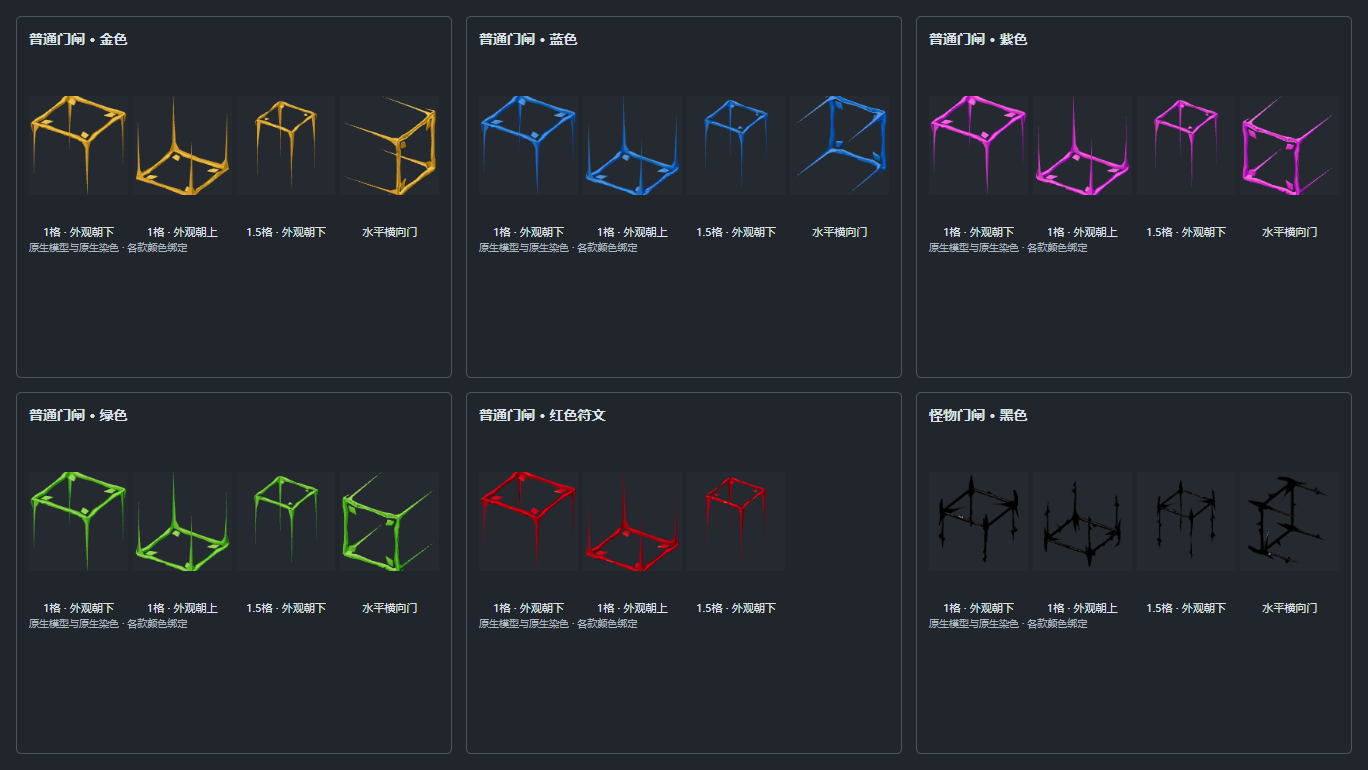 普通门闸 • 金色
1格 · 外观朝下
1格 · 外观朝上
1.5格 · 外观朝下
水平横向门
原生模型与原生染色 · 各款颜色绑定
普通门闸 • 蓝色
1格 · 外观朝下
1格 · 外观朝上
1.5格 · 外观朝下
水平横向门
原生模型与原生染色 · 各款颜色绑定
普通门闸 • 紫色
1格 · 外观朝下
1格 · 外观朝上
1.5格 · 外观朝下
水平横向门
原生模型与原生染色 · 各款颜色绑定
普通门闸 • 绿色
1格 · 外观朝下
1格 · 外观朝上
1.5格 · 外观朝下
水平横向门
原生模型与原生染色 · 各款颜色绑定
普通门闸 • 红色符文
1格 · 外观朝下
1格 · 外观朝上
1.5格 · 外观朝下
原生模型与原生染色 · 各款颜色绑定
怪物门闸 • 黑色
1格 · 外观朝下
1格 · 外观朝上
1.5格 · 外观朝下
水平横向门
原生模型与原生染色 · 各款颜色绑定